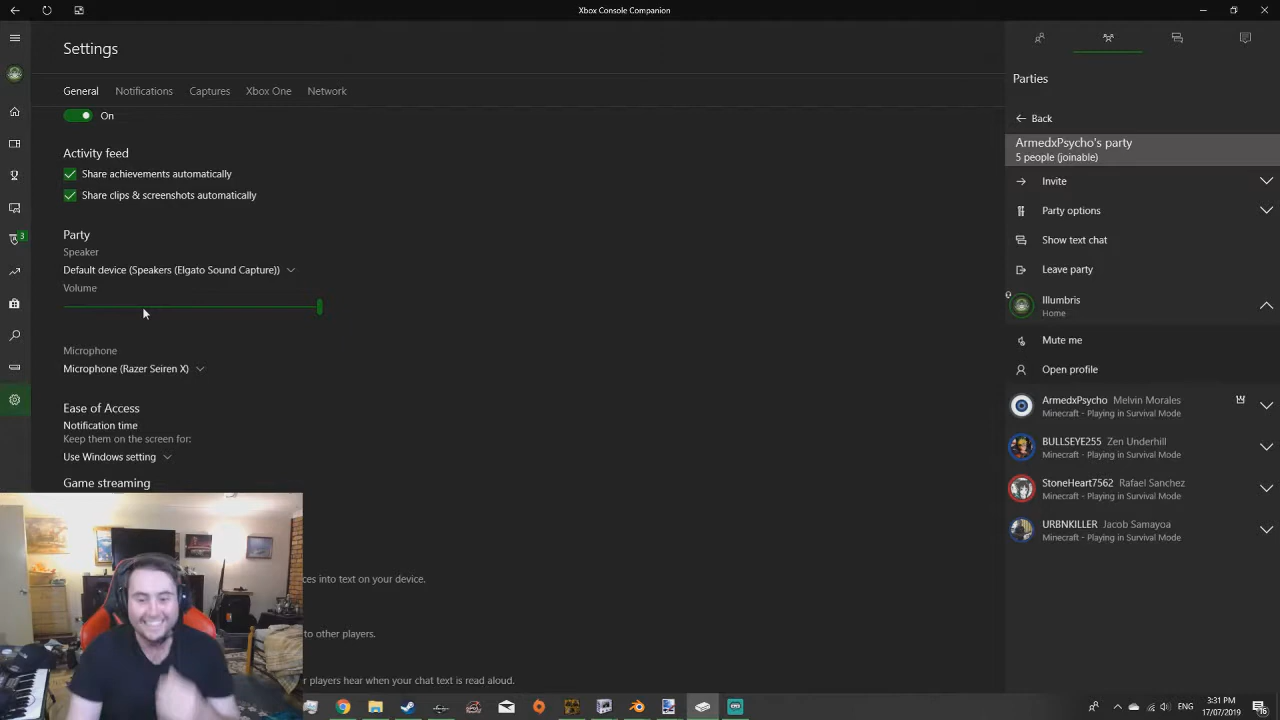 Xbox Console Companion
Settings
General Notifications Captures Xbox One Network
On
Activity feed
Share achievements automatically
Share clips & screenshots automatically
Party
Speaker
Default device (Speakers (Elgato Sound Capture))
Volume
Microphone
Microphone (Razer Seiren X)
Ease of Access
Notification time
Keep them on the screen for:
Use Windows setting
Game streaming
ces into text on your device.
to other players.
r players hear when your chat text is read aloud.
3
Parties
Back
ArmedxPsycho's party
5 people (joinable)
Invite
Party options
Show text chat
Leave party
Illumbris
Home
Mute me
Open profile
ArmedxPsycho Melvin Morales
Minecraft - Playing in Survival Mode
BULLSEYE255 Zen Underhill
Minecraft - Playing in Survival Mode
StoneHeart7562 Rafael Sanchez
Minecraft - Playing in Survival Mode
URBNKILLER Jacob Samayoa
Minecraft - Playing in Survival Mode
ENG
3:31 PM
17/07/2019